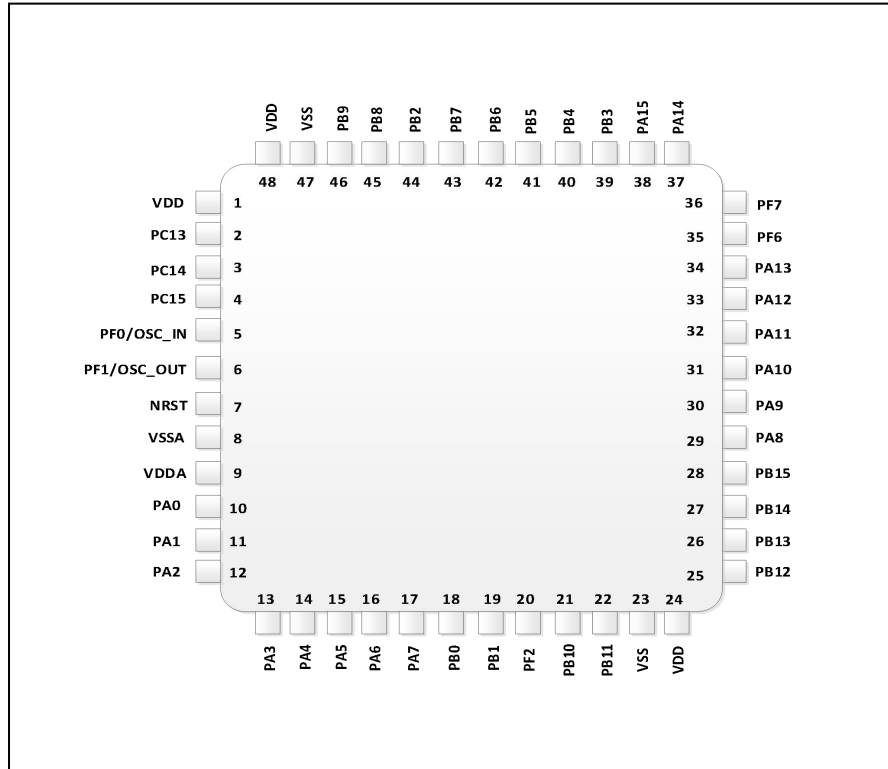 VDD VSS PB9 PB8 PB2 PB7 PB6 PB5 PB4 PB3 PA15 PA14
48 47 46 45 44 43 42 41 40 39 38 37
VDD 1 36 PF7
PC13 2 35 PF6
PC14 3 34 PA13
PC15 4 33 PA12
PF0/OSC_IN 5 32 PA11
PF1/OSC_OUT 6 31 PA10
NRST 7 30 PA9
VSSA 8 29 PA8
VDDA 9 28 PB15
PA0 10 27 PB14
PA1 11 26 PB13
PA2 12 25 PB12
13 14 15 16 17 18 19 20 21 22 23 24
PA3 PA4 PA5 PA6 PA7 PB0 PB1 PF2 PB10 PB11 VSS VDD